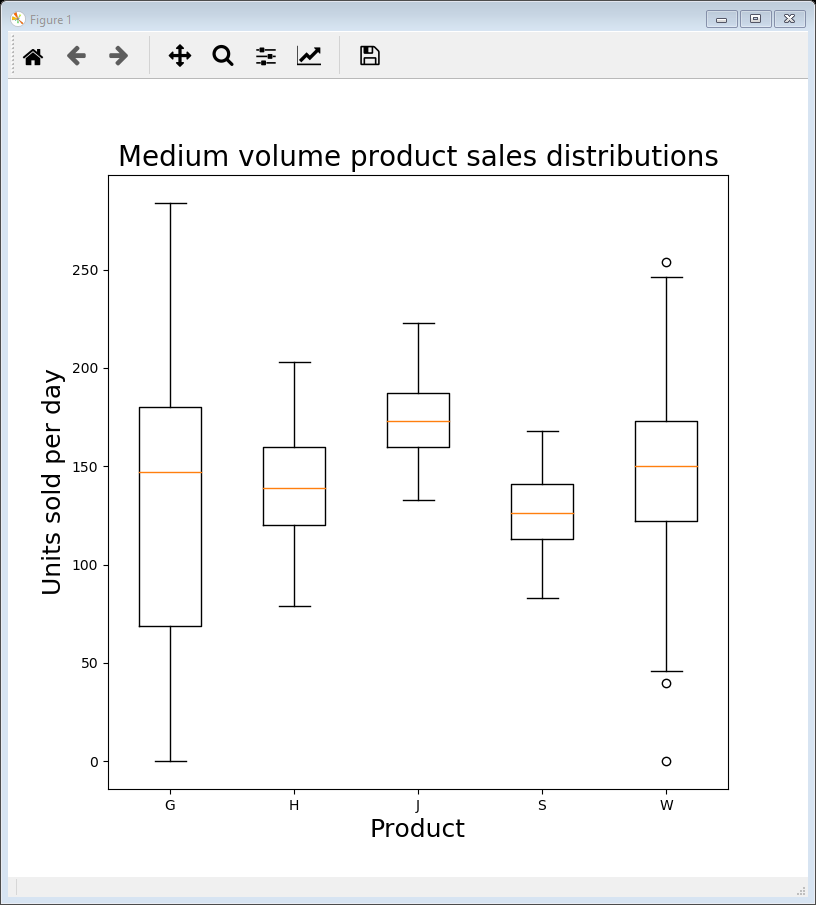 Figure 1
Medium volume product sales distributions
250
200
150
100
50
0
Units sold per day
G H J S W
Product